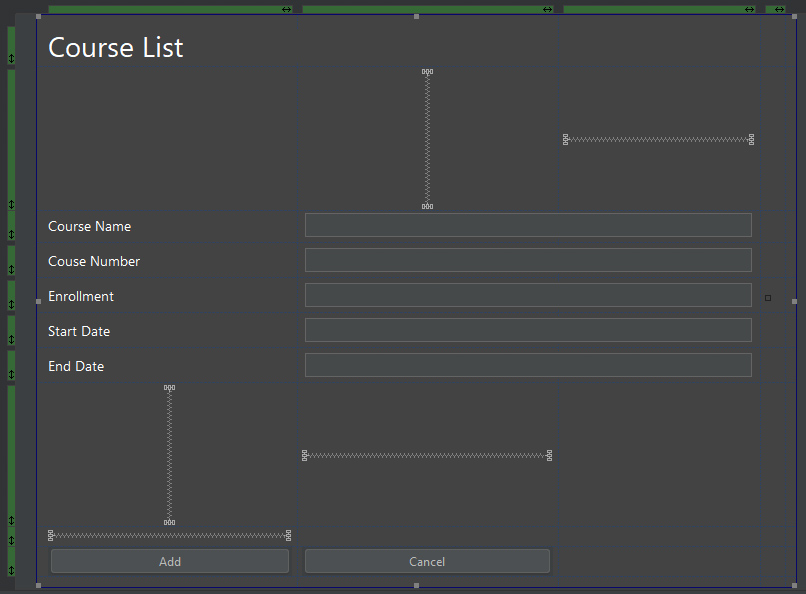 Course List
Course Name
Couse Number
Enrollment
Start Date
End Date
Add Cancel